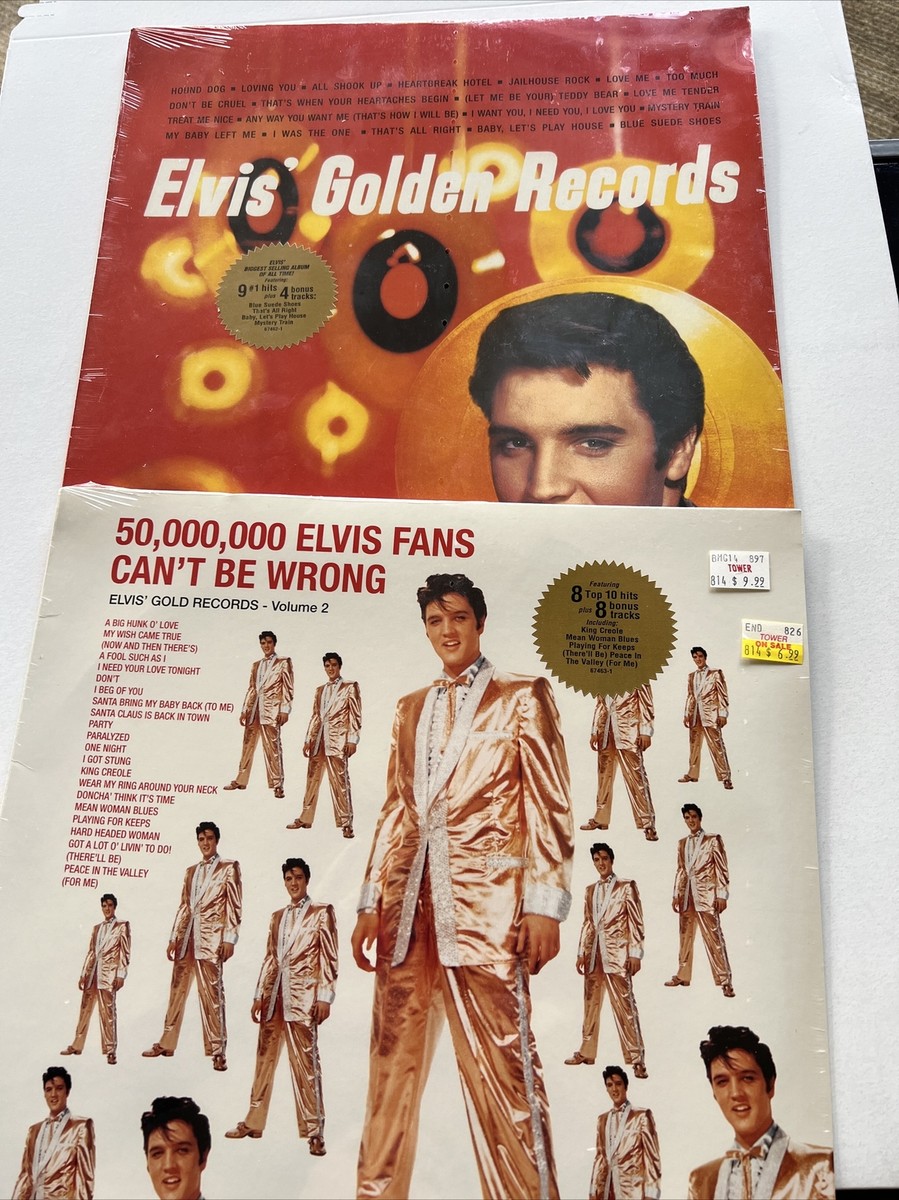 HOUND DOG ▪ LOVING YOU ▪ ALL SHOOK UP ▪ HEARTBREAK HOTEL ▪ JAILHOUSE ROCK ▪ LOVE ME ▪ TOO MUCH
DON'T BE CRUEL ▪ THAT'S WHEN YOUR HEARTACHES BEGIN ▪ (LET ME BE YOUR) TEDDY BEAR ▪ LOVE ME TENDER
TREAT ME NICE ▪ ANY WAY YOU WANT ME (THAT'S HOW I WILL BE) ▪ I WANT YOU, I NEED YOU, I LOVE YOU ▪ MYSTERY TRAIN
MY BABY LEFT ME ▪ I WAS THE ONE ▪ THAT'S ALL RIGHT ▪ BABY, LET'S PLAY HOUSE ▪ BLUE SUEDE SHOES
Elvis' Golden Records
ELVIS'
BIGGEST SELLING ALBUM
OF ALL TIME!
Featuring:
9 #1 hits
plus 4 bonus
tracks:
Blue Suede Shoes
That's All Right
Baby, Let's Play House
Mystery Train
67462-1
50,000,000 ELVIS FANS
CAN'T BE WRONG
ELVIS' GOLD RECORDS - Volume 2
A BIG HUNK O' LOVE
MY WISH CAME TRUE
(NOW AND THEN THERE'S)
A FOOL SUCH AS I
I NEED YOUR LOVE TONIGHT
DON'T
I BEG OF YOU
SANTA BRING MY BABY BACK (TO ME)
SANTA CLAUS IS BACK IN TOWN
PARTY
PARALYZED
ONE NIGHT
I GOT STUNG
KING CREOLE
WEAR MY RING AROUND YOUR NECK
DONCHA' THINK IT'S TIME
MEAN WOMAN BLUES
PLAYING FOR KEEPS
HARD HEADED WOMAN
GOT A LOT O' LIVIN' TO DO!
(THERE'LL BE)
PEACE IN THE VALLEY
(FOR ME)
Featuring
8 Top 10 hits
plus 8 bonus
tracks
Including:
King Creole
Mean Woman Blues
Playing For Keeps
(There'll Be) Peace In
The Valley (For Me)
67463-1
BMG14 897
TOWER
814 $ 9.99
END 826
TOWER
ON SALE
814 $ 6.99